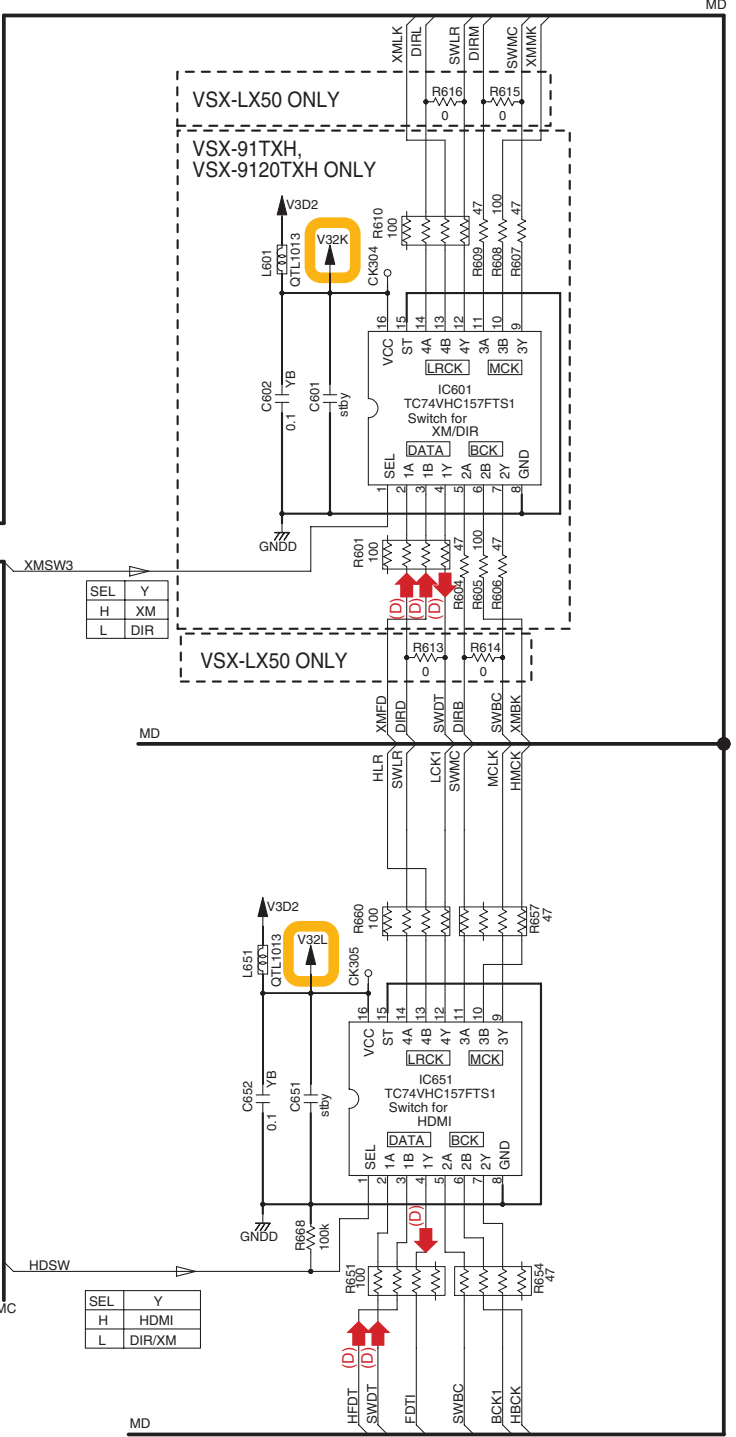 MD
XMLK
DIRL
SWLR
DIRM
SWMC
XMMK
VSX-LX50 ONLY
R616
0
R615
0
VSX-91TXH,
VSX-9120TXH ONLY
V3D2
L601
QTL1013
V32K
CK304
R610
100
R609
47
R608
100
R607
47
16
15
14
13
12
11
10
9
VCC
ST
4A
4B
4Y
3A
3B
3Y
LRCK
MCK
IC601
TC74VHC157FTS1
Switch for
XM/DIR
DATA
BCK
SEL
1A
1B
1Y
2A
2B
2Y
GND
1
2
3
4
5
6
7
8
C602
0.1
YB
C601
stby
GNDD
XMSW3
SEL Y
H XM
L DIR
R601
100
R604
47
R605
100
R606
47
(D)
(D)
(D)
VSX-LX50 ONLY
R613
0
R614
0
XMFD
DIRD
SWDT
DIRB
SWBC
XMBK
MD
HLR
SWLR
LCK1
SWMC
MCLK
HMCK
R660
100
R657
47
V3D2
L651
QTL1013
V32L
CK305
16
15
14
13
12
11
10
9
VCC
ST
4A
4B
4Y
3A
3B
3Y
LRCK
MCK
IC651
TC74VHC157FTS1
Switch for
HDMI
DATA
BCK
SEL
1A
1B
1Y
2A
2B
2Y
GND
1
2
3
4
5
6
7
8
C652
0.1
YB
C651
stby
GNDD
R668
100k
(D)
HDSW
R651
100
R654
47
SEL Y
H HDMI
L DIR/XM
(D)
(D)
HFDT
SWDT
FDTI
SWBC
BCK1
HBCK
MD